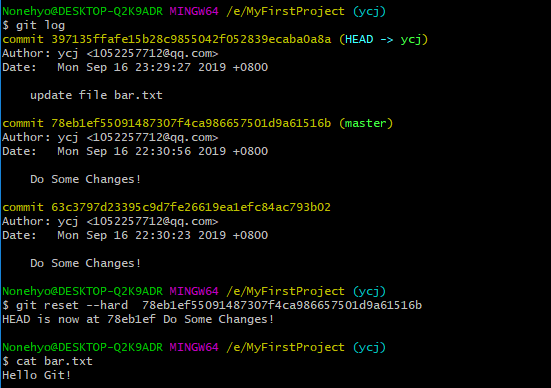 Nonehyo@DESKTOP-Q2K9ADR MINGW64 /e/MyFirstProject (ycj)
$ git log
commit 397135ffafe15b28c9855042f052839ecaba0a8a (HEAD -> ycj)
Author: ycj <1052257712@qq.com>
Date:   Mon Sep 16 23:29:27 2019 +0800

    update file bar.txt

commit 78eb1ef55091487307f4ca986657501d9a61516b (master)
Author: ycj <1052257712@qq.com>
Date:   Mon Sep 16 22:30:56 2019 +0800

    Do Some Changes!

commit 63c3797d23395c9d7fe26619ea1efc84ac793b02
Author: ycj <1052257712@qq.com>
Date:   Mon Sep 16 22:30:23 2019 +0800

    Do Some Changes!

Nonehyo@DESKTOP-Q2K9ADR MINGW64 /e/MyFirstProject (ycj)
$ git reset --hard  78eb1ef55091487307f4ca986657501d9a61516b
HEAD is now at 78eb1ef Do Some Changes!

Nonehyo@DESKTOP-Q2K9ADR MINGW64 /e/MyFirstProject (ycj)
$ cat bar.txt
Hello Git!